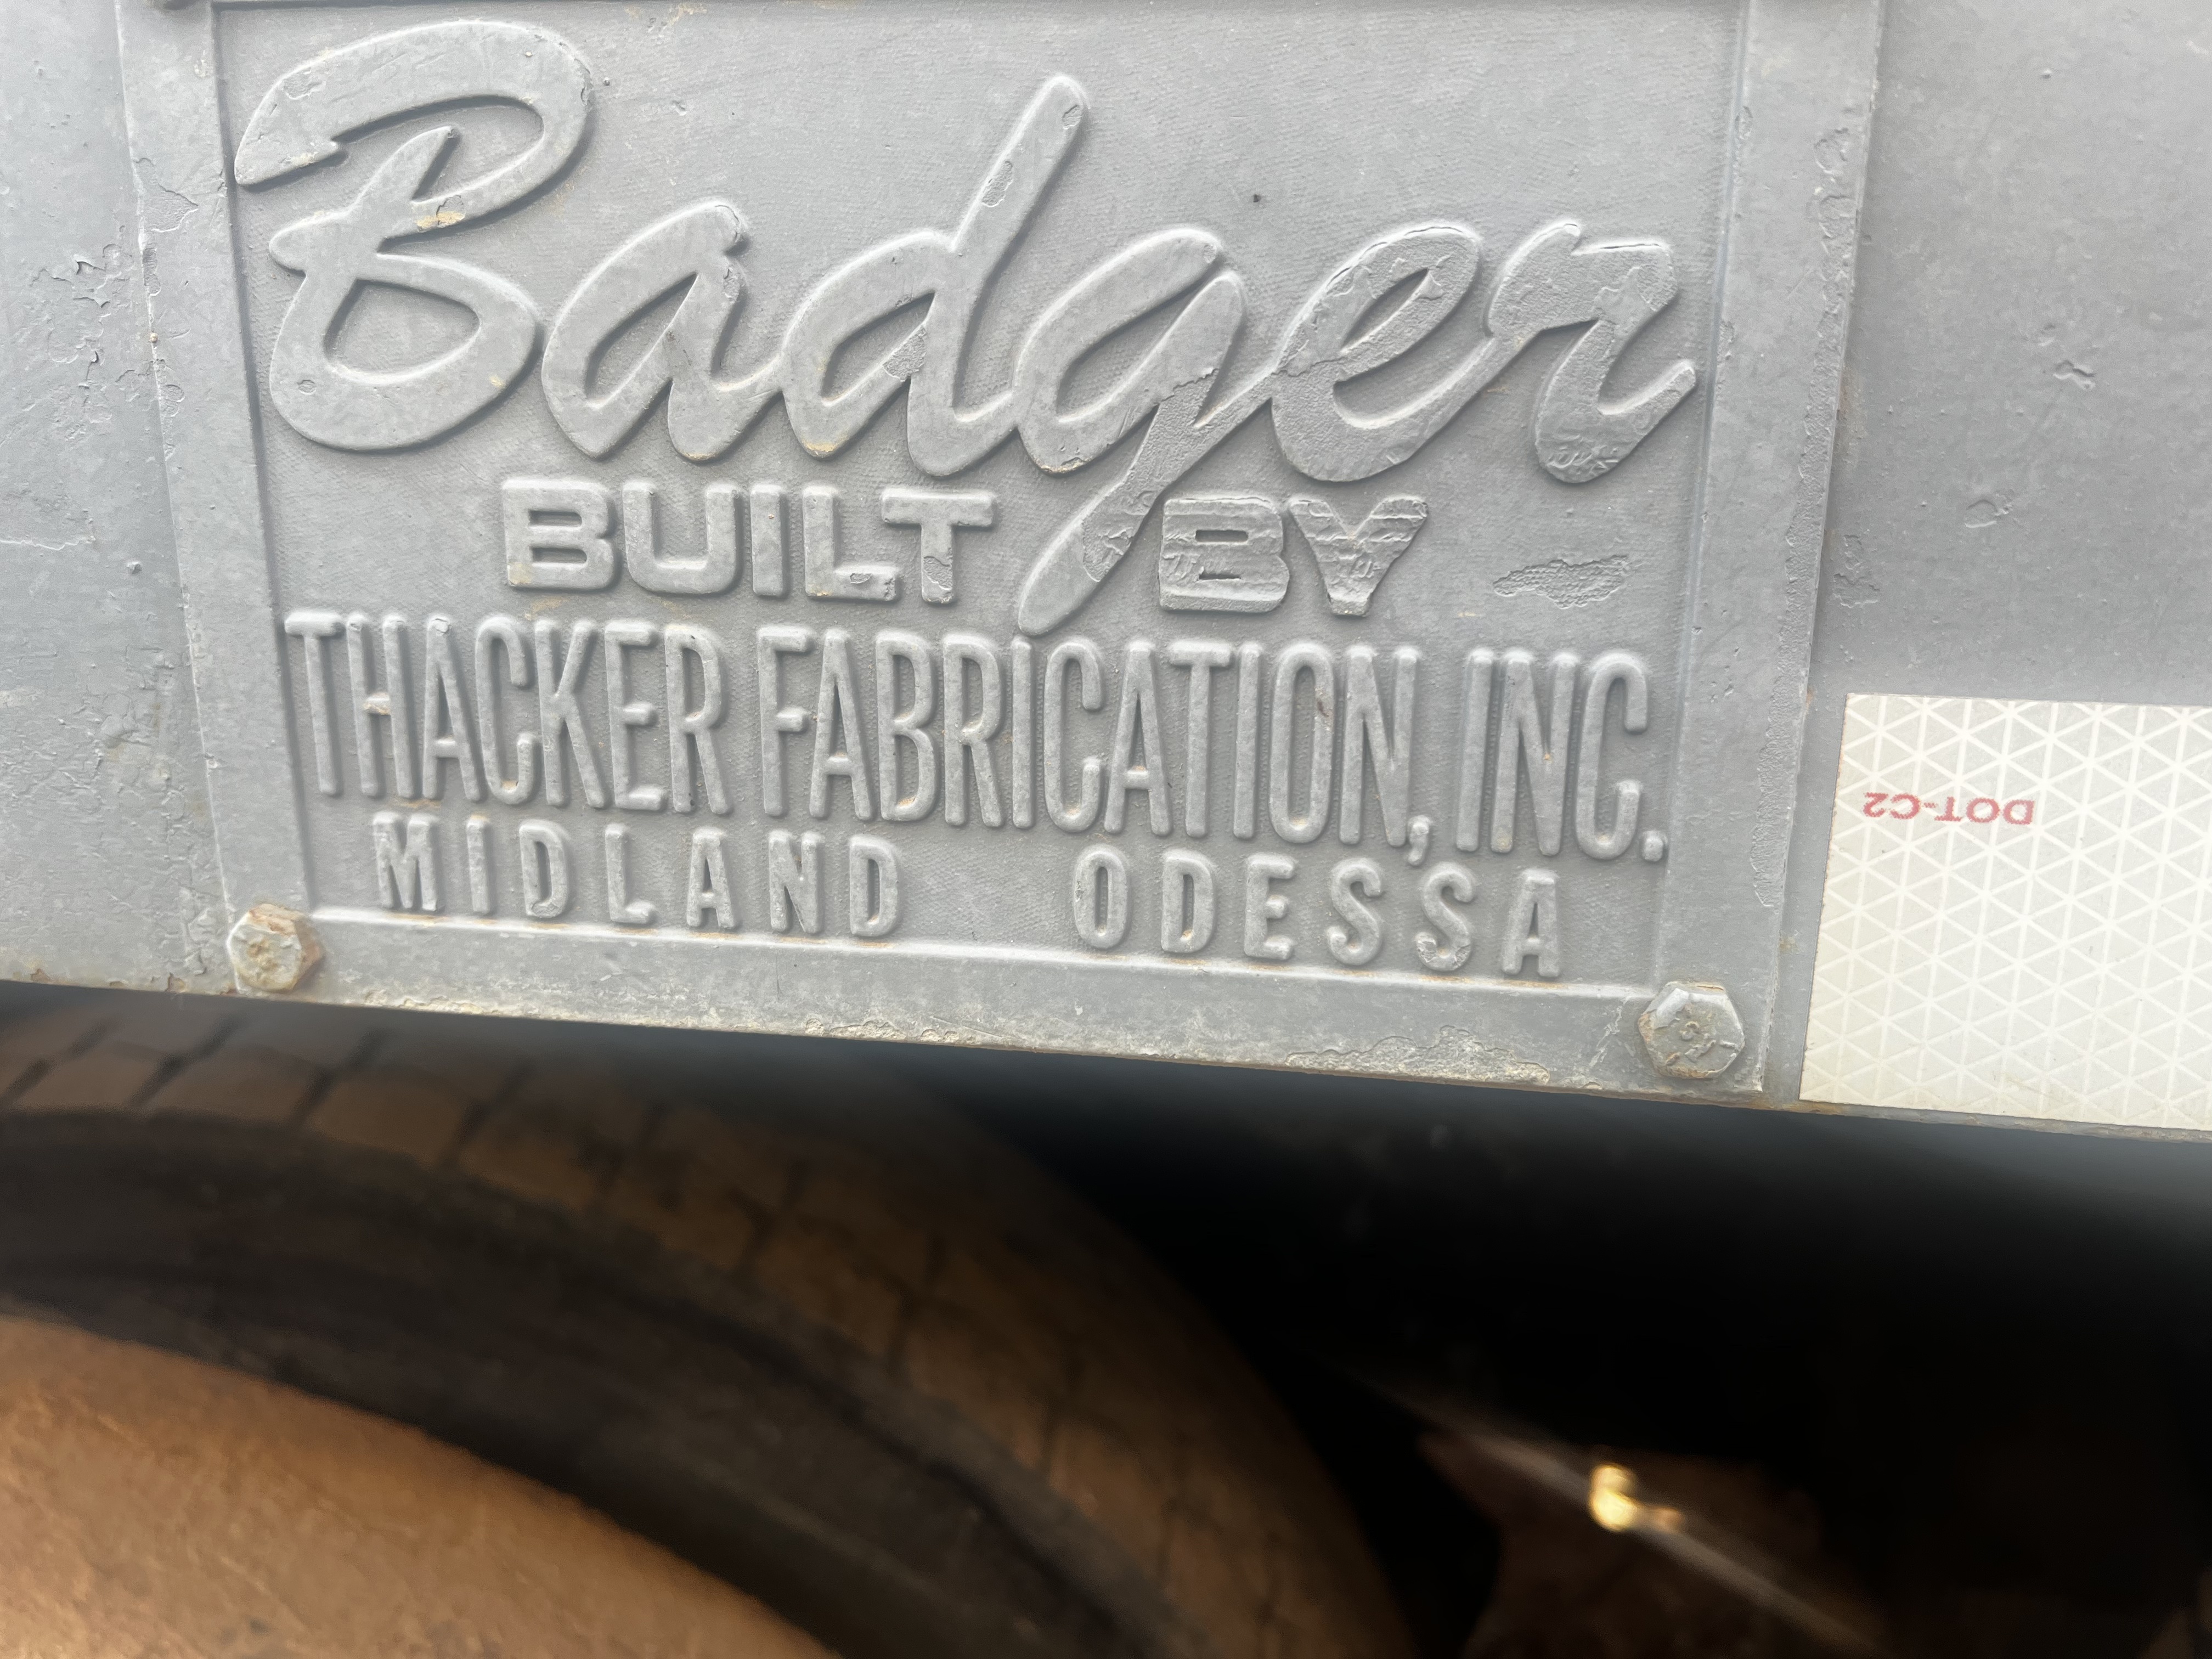 Badger
BUILT BY
THACKER FABRICATION, INC.
MIDLAND ODESSA
DOT-C2